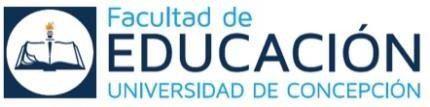 Facultad de
EDUCACIÓN
UNIVERSIDAD DE CONCEPCIÓN